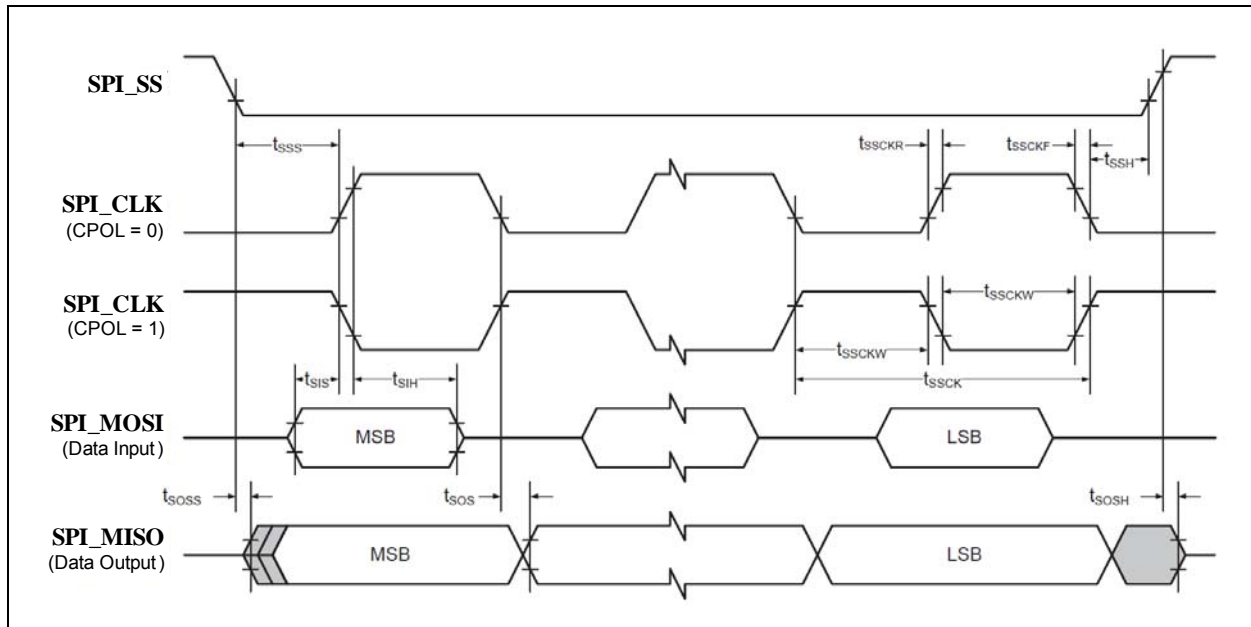 SPI_SS
tSSS
tSSCKR
tSSCKF
tSSH
SPI_CLK
(CPOL = 0)
SPI_CLK
(CPOL = 1)
tSSCKW
tSSCKW
tSSCK
tSIS
tSIH
SPI_MOSI
(Data Input)
MSB
LSB
tSOSS
tSOS
tSOSH
SPI_MISO
(Data Output)
MSB
LSB